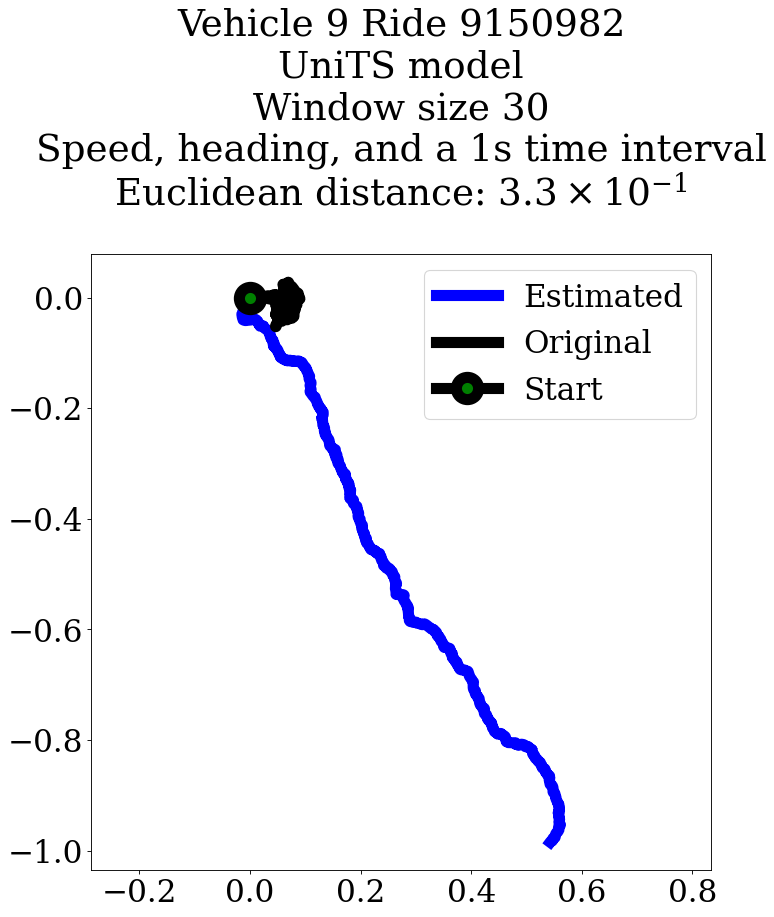 Vehicle 9 Ride 9150982
UniTS model
Window size 30
Speed, heading, and a 1s time interval
Euclidean distance: 3.3 × 10⁻¹
Estimated
Original
Start
0.0
−0.2
−0.4
−0.6
−0.8
−1.0
−0.2 0.0 0.2 0.4 0.6 0.8